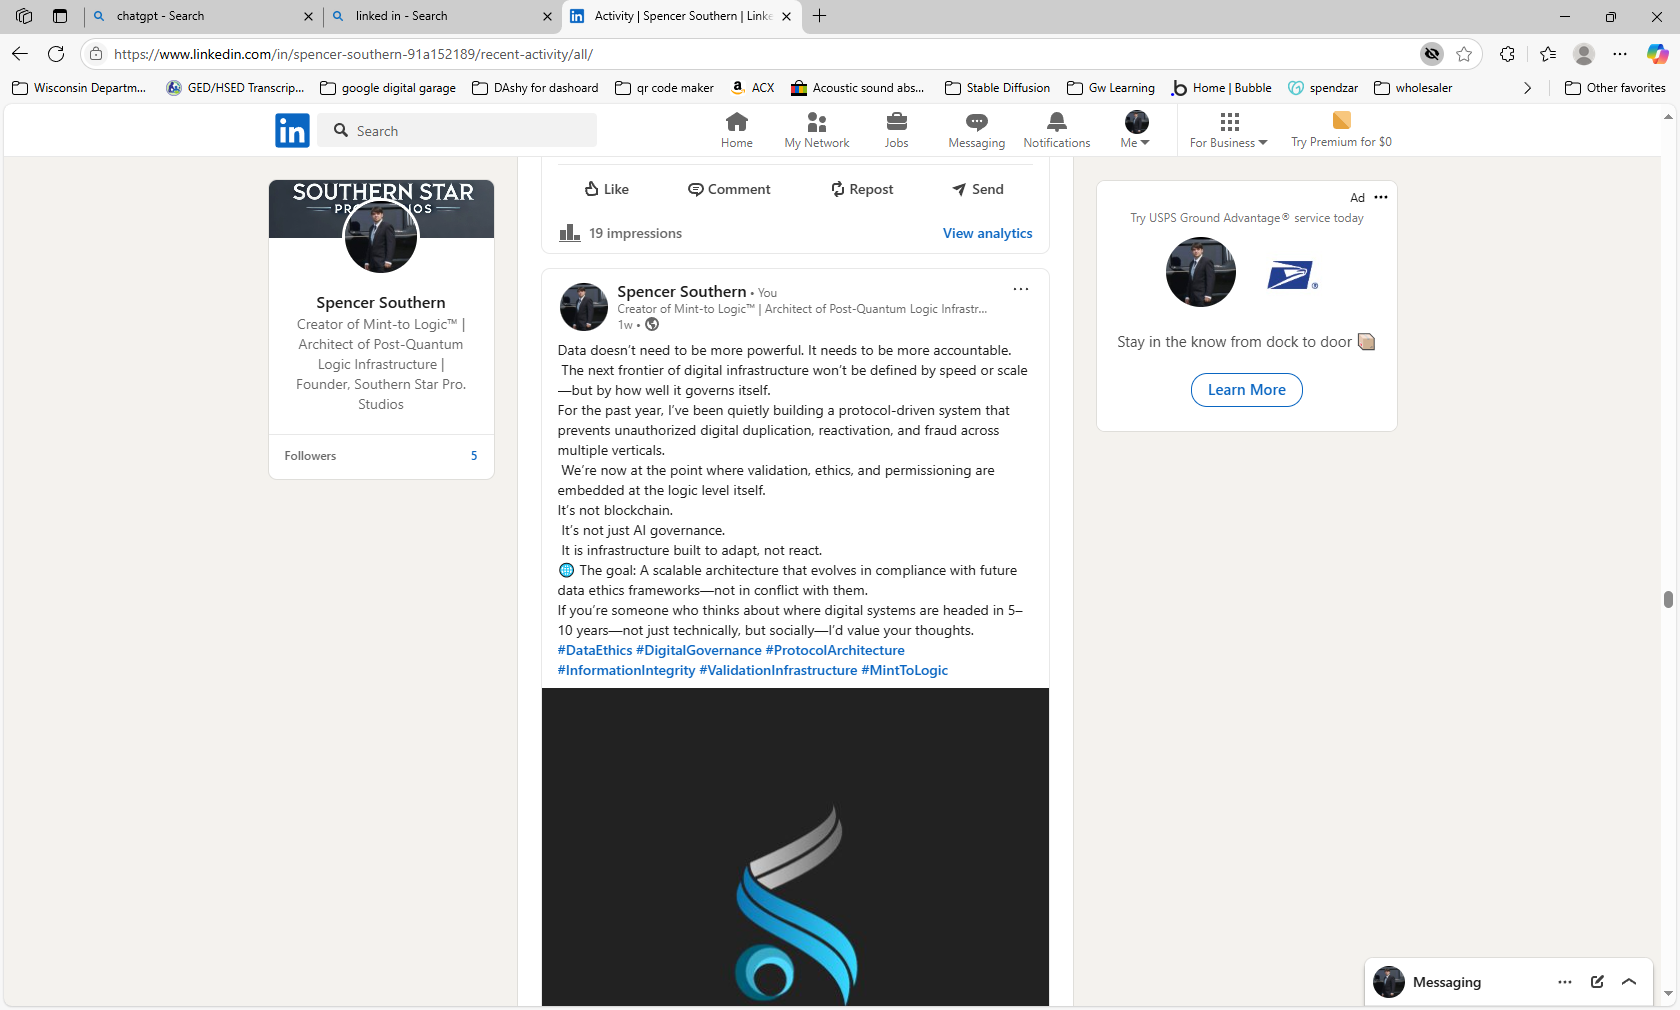 chatgpt - Search
linked in - Search
Activity | Spencer Southern | Linke
https://www.linkedin.com/in/spencer-southern-91a152189/recent-activity/all/
Wisconsin Departm...
GED/HSED Transcrip...
google digital garage
DAshy for dashoard
qr code maker
ACX
Acoustic sound abs...
Stable Diffusion
Gw Learning
Home | Bubble
spendzar
wholesaler
Other favorites
in
Search
Home
My Network
Jobs
Messaging
Notifications
Me
For Business
Try Premium for $0
SOUTHERN STAR
Spencer Southern
Creator of Mint-to Logic™ |
Architect of Post-Quantum
Logic Infrastructure |
Founder, Southern Star Pro.
Studios
Followers 5
Like Comment Repost Send
19 impressions View analytics
Spencer Southern • You
Creator of Mint-to Logic™ | Architect of Post-Quantum Logic Infrastr...
1w •
Data doesn’t need to be more powerful. It needs to be more accountable.
The next frontier of digital infrastructure won’t be defined by speed or scale
—but by how well it governs itself.
For the past year, I’ve been quietly building a protocol-driven system that
prevents unauthorized digital duplication, reactivation, and fraud across
multiple verticals.
We’re now at the point where validation, ethics, and permissioning are
embedded at the logic level itself.
It’s not blockchain.
It’s not just AI governance.
It is infrastructure built to adapt, not react.
🌐 The goal: A scalable architecture that evolves in compliance with future
data ethics frameworks—not in conflict with them.
If you’re someone who thinks about where digital systems are headed in 5–
10 years—not just technically, but socially—I’d value your thoughts.
#DataEthics #DigitalGovernance #ProtocolArchitecture
#InformationIntegrity #ValidationInfrastructure #MintToLogic
Ad
Try USPS Ground Advantage® service today
Stay in the know from dock to door 📦
Learn More
Messaging